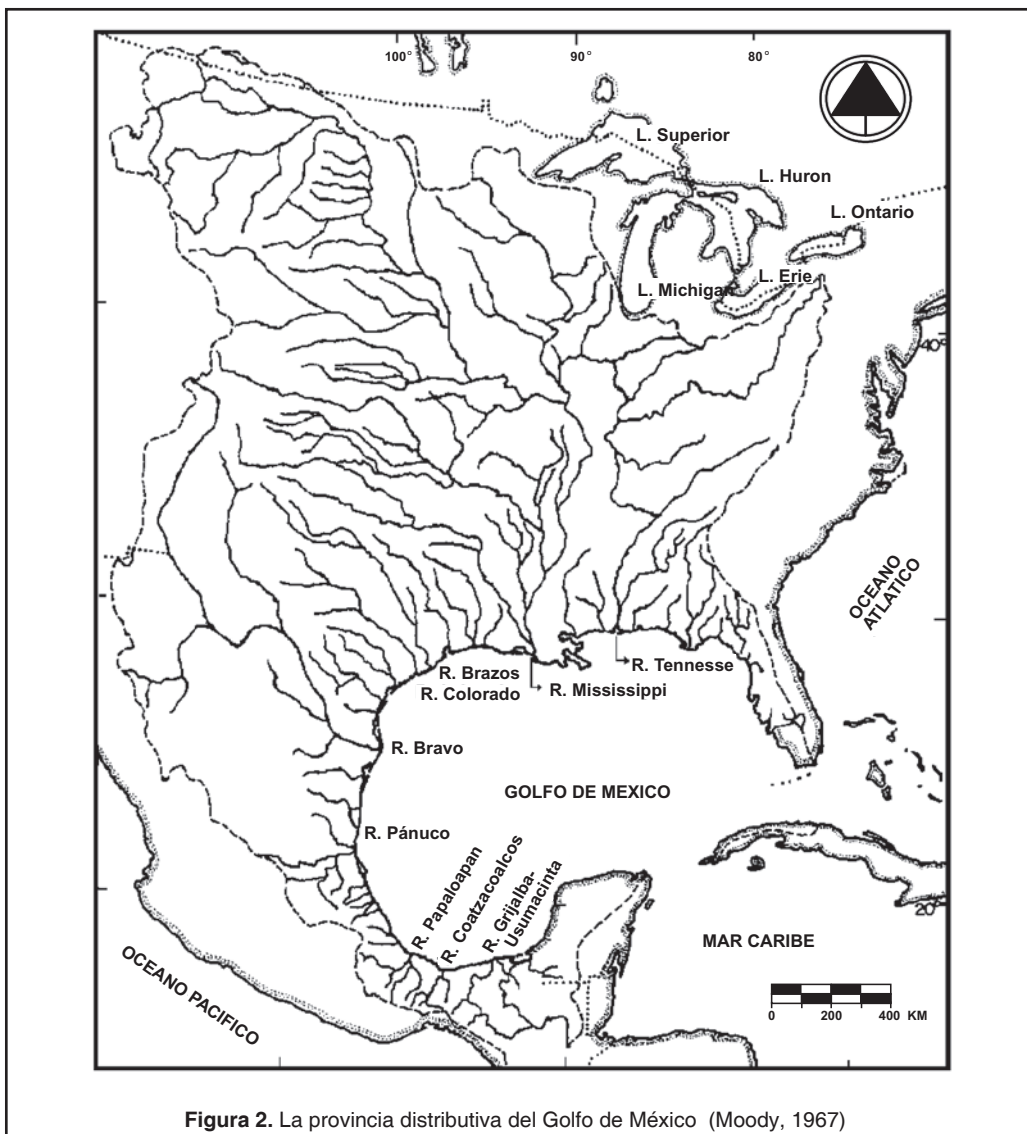 100° 90° 80°
L. Superior
L. Huron
L. Ontario
L. Michigan
L. Erie
40°
OCEANO
ATLATICO
R. Tennesse
R. Brazos
R. Colorado
R. Mississippi
R. Bravo
GOLFO DE MEXICO
R. Pánuco
R. Papaloapan
R. Coatzacoalcos
R. Grijalba-
Usumacinta
20°
MAR CARIBE
OCEANO PACIFICO
0 200 400 KM
Figura 2. La provincia distributiva del Golfo de México (Moody, 1967)